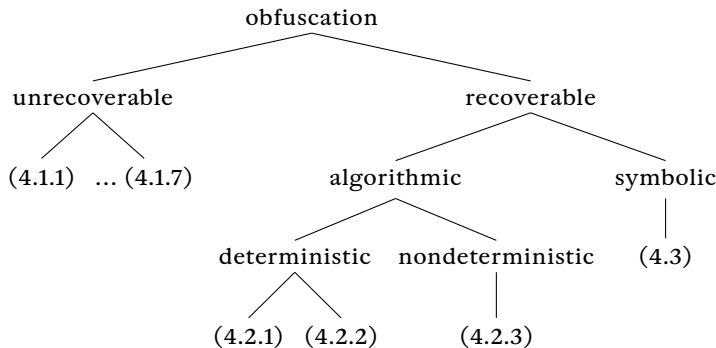 obfuscation
unrecoverable recoverable
(4.1.1) ... (4.1.7) algorithmic symbolic
deterministic nondeterministic (4.3)
(4.2.1) (4.2.2) (4.2.3)